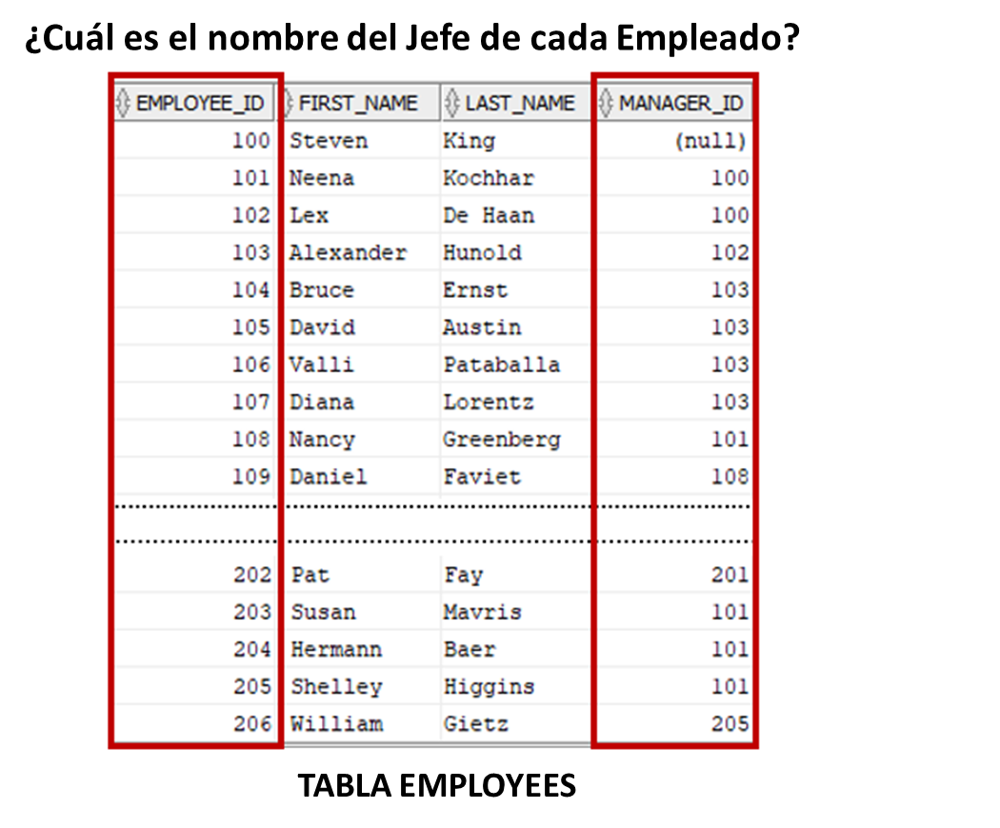 ¿Cuál es el nombre del Jefe de cada Empleado?
EMPLOYEE_ID FIRST_NAME LAST_NAME MANAGER_ID
100 Steven King (null)
101 Neena Kochhar 100
102 Lex De Haan 100
103 Alexander Hunold 102
104 Bruce Ernst 103
105 David Austin 103
106 Valli Pataballa 103
107 Diana Lorentz 103
108 Nancy Greenberg 101
109 Daniel Faviet 108
202 Pat Fay 201
203 Susan Mavris 101
204 Hermann Baer 101
205 Shelley Higgins 101
206 William Gietz 205
TABLA EMPLOYEES